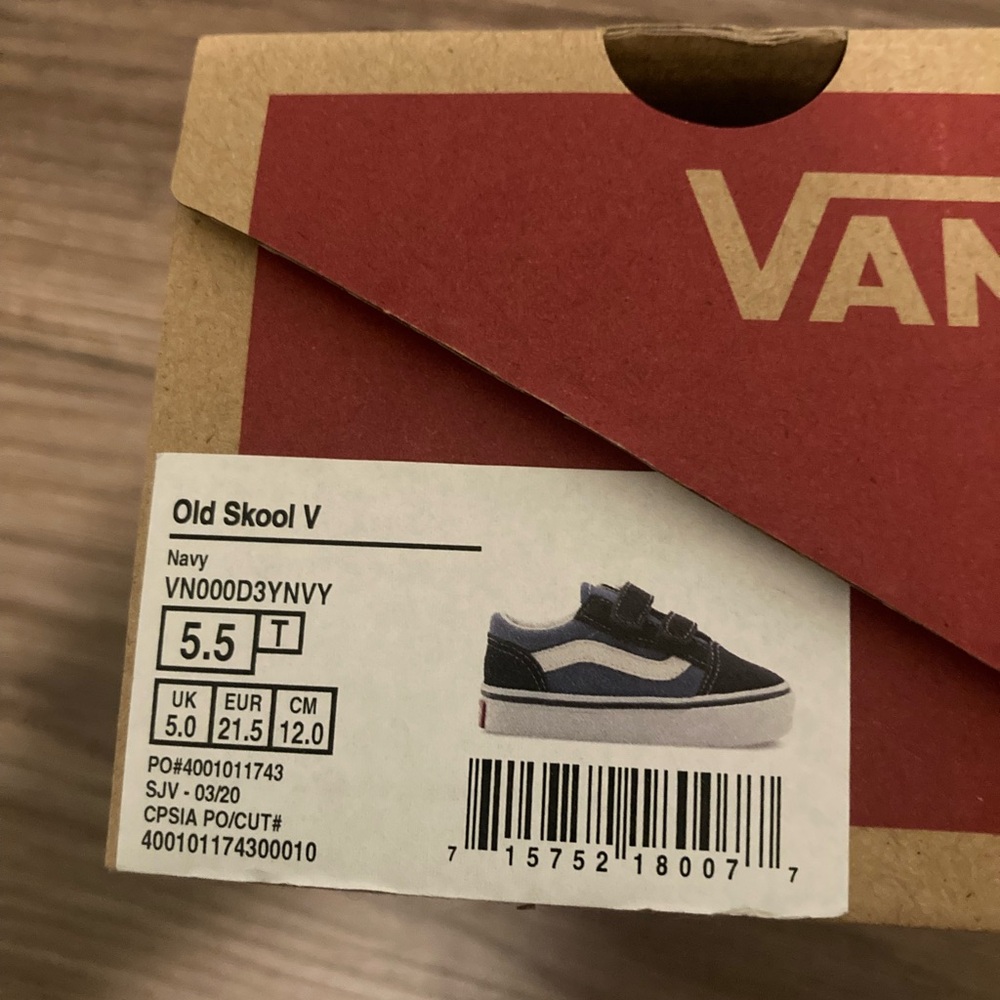 VAN
Old Skool V
Navy
VN000D3YNVY
5.5 T
UK EUR CM
5.0 21.5 12.0
PO#4001011743
SJV - 03/20
CPSIA PO/CUT#
400101174300010
7 15752 18007 7